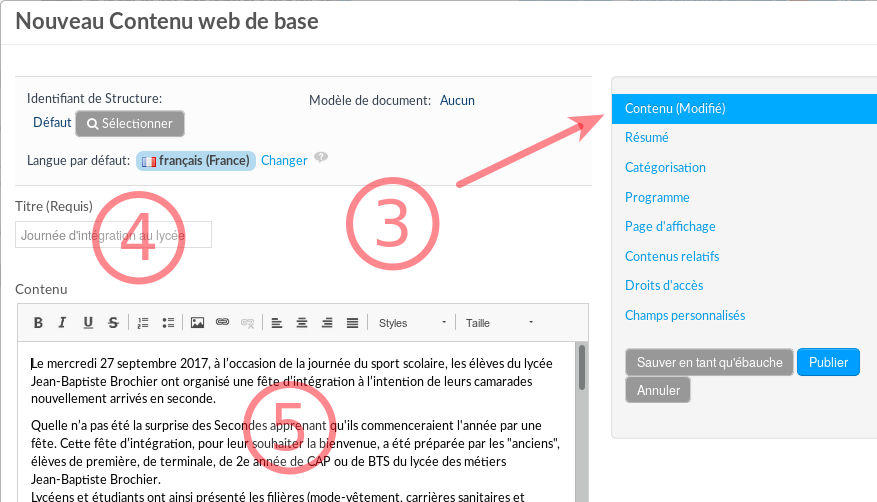 Nouveau Contenu web de base
Identifiant de Structure:
Défaut Sélectionner
Modèle de document: Aucun
Langue par défaut: français (France) Changer ?
3
Titre (Requis)
Journée d'intégration au lycée
4
Contenu
B I U S Styles Taille
Le mercredi 27 septembre 2017, à l'occasion de la journée du sport scolaire, les élèves du lycée
Jean-Baptiste Brochier ont organisé une fête d'intégration à l'intention de leurs camarades
nouvellement arrivés en seconde.
Quelle n'a pas été la surprise des Secondes apprenant qu'ils commenceraient l'année par une
fête. Cette fête d'intégration, pour leur souhaiter la bienvenue, a été préparée par les "anciens",
élèves de première, de terminale, de 2e année de CAP ou de BTS du lycée des métiers
Jean-Baptiste Brochier.
Lycéens et étudiants ont ainsi présenté les filières (mode-vêtement, carrières sanitaires et
5
Contenu (Modifié)
Résumé
Catégorisation
Programme
Page d'affichage
Contenus relatifs
Droits d'accès
Champs personnalisés
Sauver en tant qu'ébauche Publier
Annuler